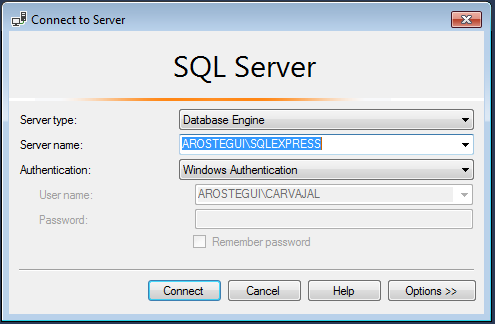 Connect to Server
SQL Server
Server type: Database Engine
Server name: AROSTEGUI\SQLEXPRESS
Authentication: Windows Authentication
User name: AROSTEGUI\CARVAJAL
Password:
Remember password
Connect Cancel Help Options >>